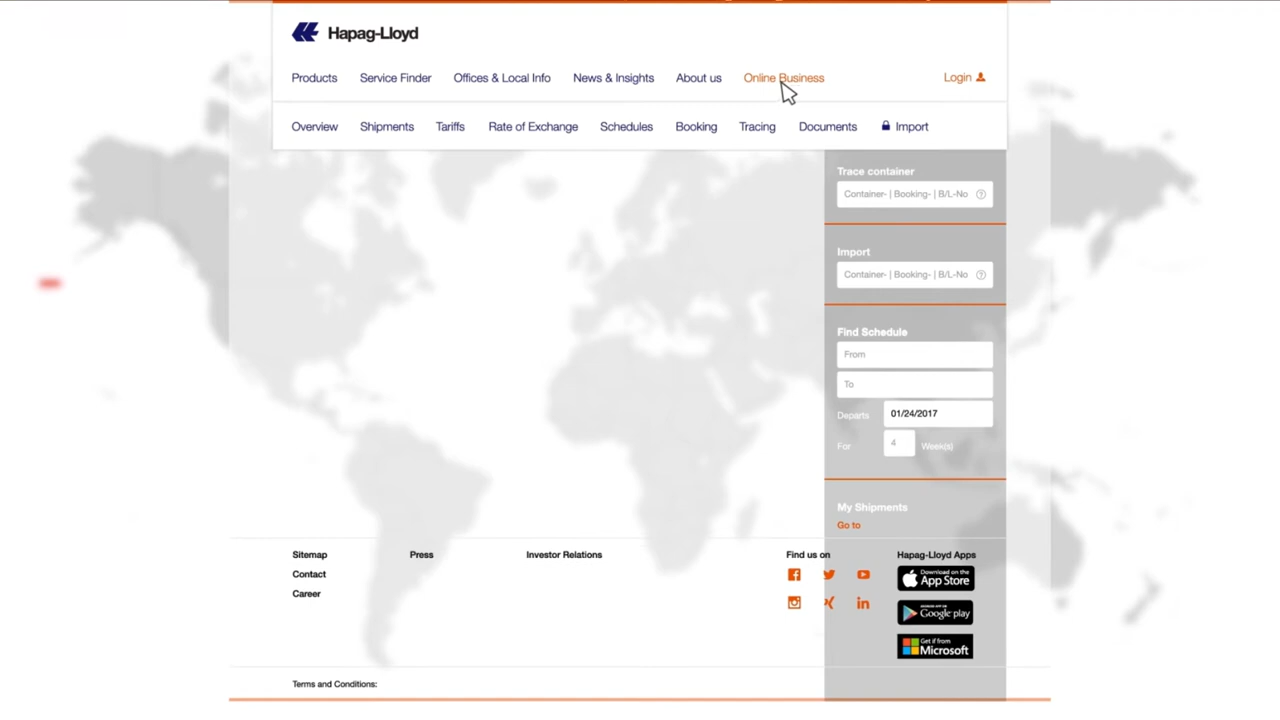 Hapag-Lloyd
Products Service Finder Offices & Local Info News & Insights About us Online Business Login
Overview Shipments Tariffs Rate of Exchange Schedules Booking Tracing Documents Import
Trace container
Container- | Booking- | B/L-No ?
Import
Container- | Booking- | B/L-No ?
Find Schedule
From
To
Departs 01/24/2017
For 4 Week(s)
My Shipments
Go to
Sitemap Press Investor Relations Find us on Hapag-Lloyd Apps
Contact
Career
Download on the
App Store
Google play
Get it from
Microsoft
Terms and Conditions: